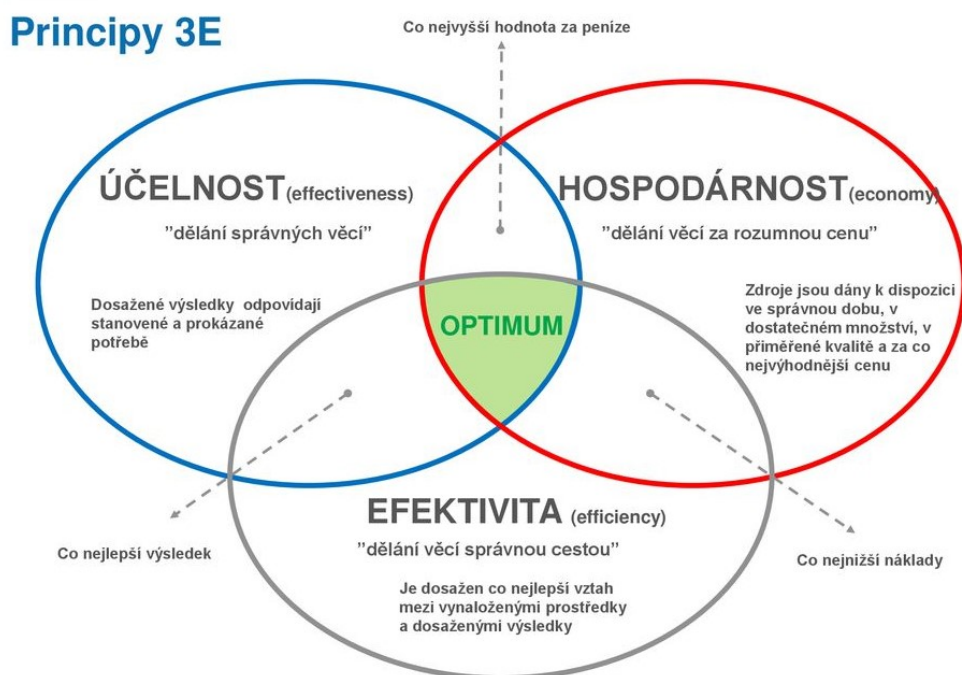 Principy 3E
Co nejvyšší hodnota za peníze
ÚČELNOST (effectiveness)
”dělání správných věcí”
Dosažené výsledky odpovidají
stanovené a prokázané
potřebě
HOSPODÁRNOST (economy)
”dělání věcí za rozumnou cenu”
Zdroje jsou dány k dispozici
ve správnou dobu, v
dostatečném množství, v
přiměřené kvalitě a za co
nejvýhodnější cenu
OPTIMUM
EFEKTIVITA (efficiency)
”dělání věcí správnou cestou”
Je dosažen co nejlepší vztah
mezi vynaloženými prostředky
a dosaženými výsledky
Co nejlepší výsledek
Co nejnižší náklady